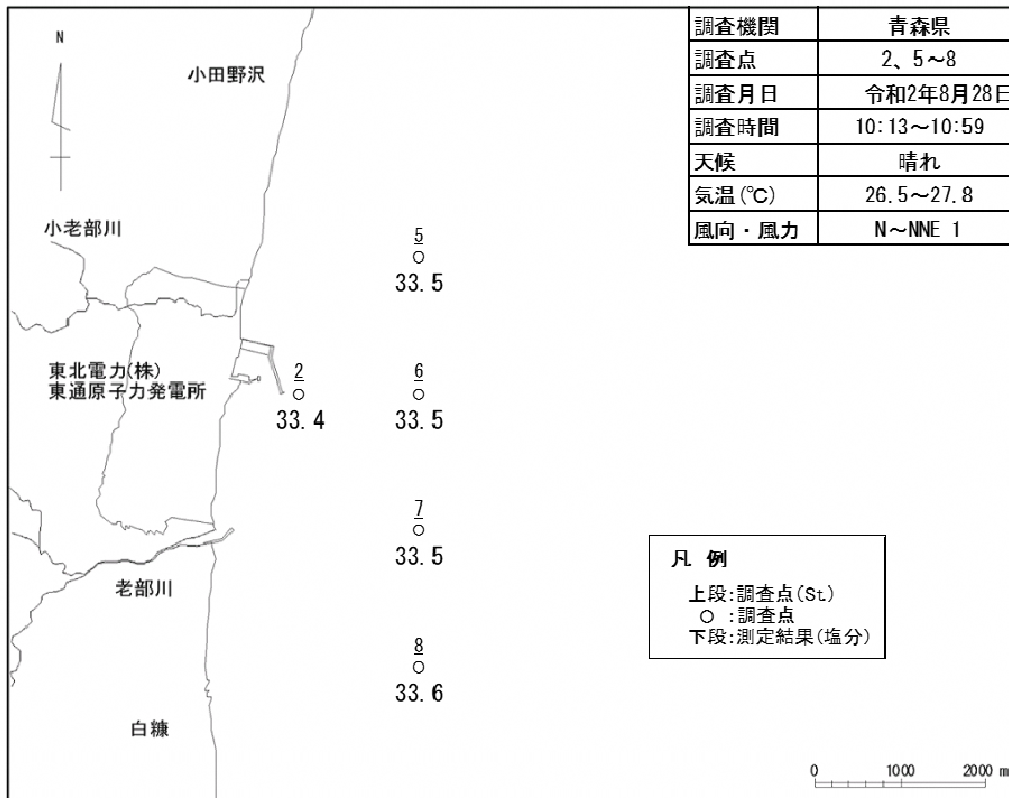 調査機関 青森県
調査点 2、5～8
調査月日 令和2年8月28日
調査時間 10:13～10:59
天候 晴れ
気温(℃) 26.5～27.8
風向・風力 N～NNE 1
N
小田野沢
小老部川
5
33.5
東北電力(株)
東通原子力発電所
2
33.4
6
33.5
7
33.5
老部川
8
33.6
白糠
凡 例
上段:調査点(St.)
○ :調査点
下段:測定結果(塩分)
0 1000 2000 m